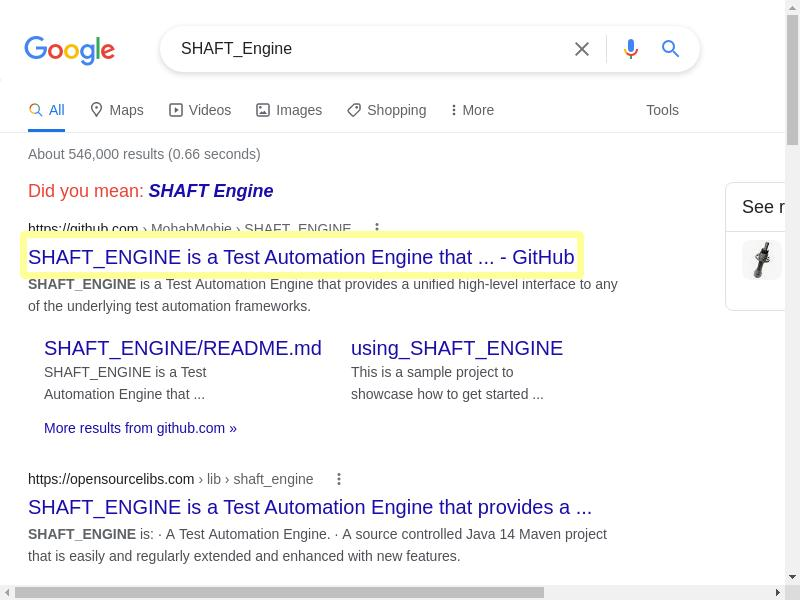 Google
SHAFT_Engine
All
Maps
Videos
Images
Shopping
More
Tools
About 546,000 results (0.66 seconds)
Did you mean: SHAFT Engine
https://github.com › MohabMohie › SHAFT_ENGINE
SHAFT_ENGINE is a Test Automation Engine that ... - GitHub
SHAFT_ENGINE is a Test Automation Engine that provides a unified high-level interface to any
of the underlying test automation frameworks.
SHAFT_ENGINE/README.md
SHAFT_ENGINE is a Test
Automation Engine that ...
using_SHAFT_ENGINE
This is a sample project to
showcase how to get started ...
More results from github.com »
https://opensourcelibs.com › lib › shaft_engine
SHAFT_ENGINE is a Test Automation Engine that provides a ...
SHAFT_ENGINE is: · A Test Automation Engine. · A source controlled Java 14 Maven project
that is easily and regularly extended and enhanced with new features.
See r